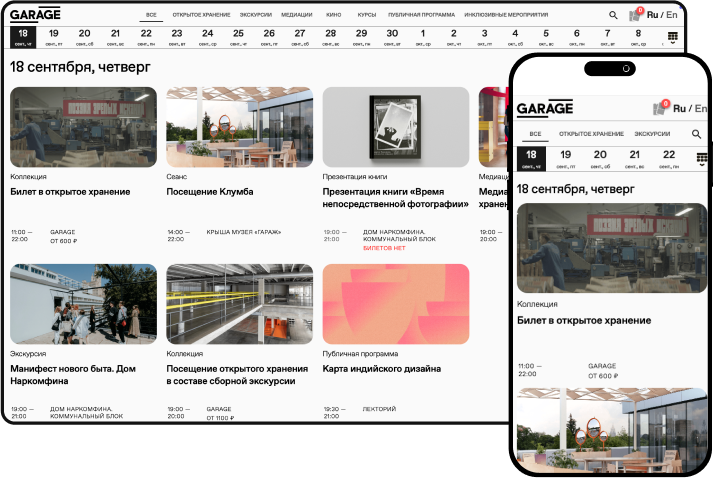 GARAGE
ВСЕ ОТКРЫТОЕ ХРАНЕНИЕ ЭКСКУРСИИ МЕДИАЦИИ КИНО КУРСЫ ПУБЛИЧНАЯ ПРОГРАММА ИНКЛЮЗИВНЫЕ МЕРОПРИЯТИЯ
0 Ru / En
18 19 20 21 22 23 24 25 26 27 28 29 30 1 2 3 4 5 6 7 8
сент., чт сент., пт сент., сб сент., вс сент., пн сент., вт сент., ср сент., чт сент., пт сент., сб сент., вс сент., пн сент., вт окт., ср окт., чт окт., пт окт., сб окт., вс окт., пн окт., вт окт., ср
18 сентября, четверг
Коллекция
Билет в открытое хранение
11:00 —
22:00
GARAGE
ОТ 600 ₽
Сеанс
Посещение Клумба
14:00 —
22:00
КРЫША МУЗЕЯ «ГАРАЖ»
Презентация книги
Презентация книги «Время
непосредственной фотографии»
19:00 —
21:00
ДОМ НАРКОМФИНА.
КОММУНАЛЬНЫЙ БЛОК
БИЛЕТОВ НЕТ
Медиац
Медиа
хранен
19:00 —
20:00
Экскурсия
Манифест нового быта. Дом
Наркомфина
19:00 —
21:00
ДОМ НАРКОМФИНА.
КОММУНАЛЬНЫЙ БЛОК
Коллекция
Посещение открытого хранения
в составе сборной экскурсии
19:00 —
20:00
GARAGE
ОТ 1100 ₽
Публичная программа
Карта индийского дизайна
19:30 —
21:30
ЛЕКТОРИЙ
GARAGE
0 Ru / En
ВСЕ ОТКРЫТОЕ ХРАНЕНИЕ ЭКСКУРСИИ
18 19 20 21 22
сент., чт сент., пт сент., сб сент., вс сент., пн
18 сентября, четверг
Коллекция
Билет в открытое хранение
11:00 —
22:00
GARAGE
ОТ 600 ₽